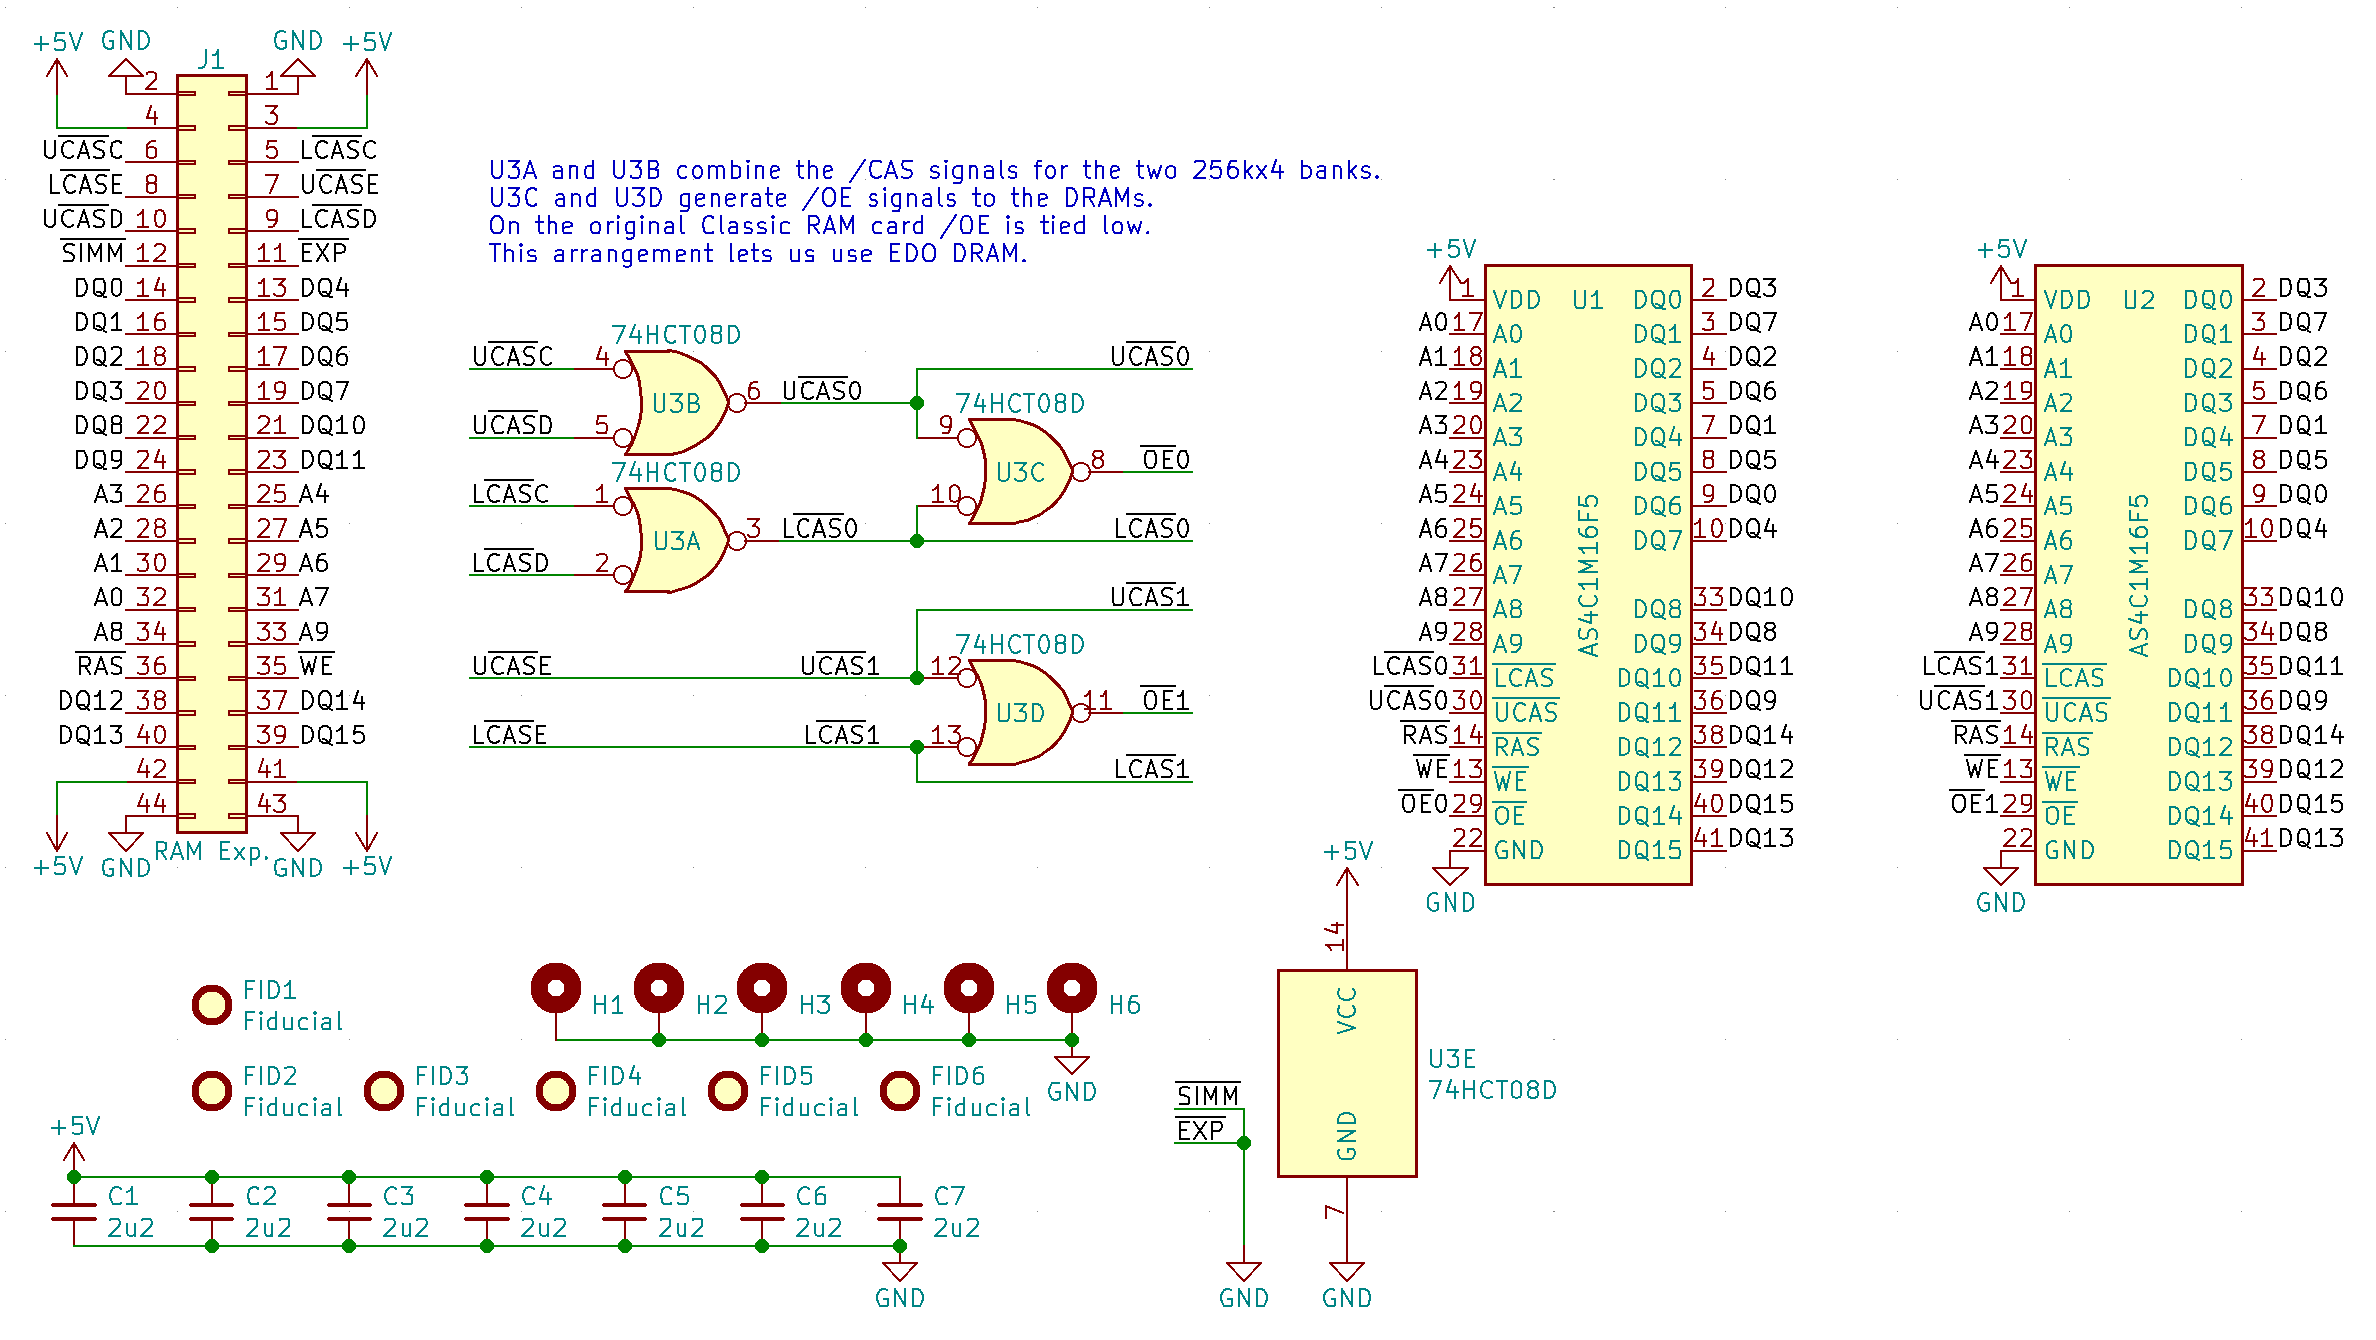 +5V GND GND +5V
J1
2 1
4 3
UCASC 6 5 LCASC
LCASE 8 7 UCASE
UCASD 10 9 LCASD
SIMM 12 11 EXP
DQ0 14 13 DQ4
DQ1 16 15 DQ5
DQ2 18 17 DQ6
DQ3 20 19 DQ7
DQ8 22 21 DQ10
DQ9 24 23 DQ11
A3 26 25 A4
A2 28 27 A5
A1 30 29 A6
A0 32 31 A7
A8 34 33 A9
RAS 36 35 WE
DQ12 38 37 DQ14
DQ13 40 39 DQ15
42 41
44 43
+5V GND RAM Exp. GND +5V
U3A and U3B combine the /CAS signals for the two 256kx4 banks.
U3C and U3D generate /OE signals to the DRAMs.
On the original Classic RAM card /OE is tied low.
This arrangement lets us use EDO DRAM.
74HCT08D
UCASC 4 UCAS0
U3B 6 UCAS0
UCASD 5
74HCT08D
9 U3C 8 OE0
10
74HCT08D
LCASC 1
U3A 3 LCAS0 LCAS0
LCASD 2
UCAS1
74HCT08D
UCASE UCAS1 12
U3D 11 OE1
LCASE LCAS1 13
LCAS1
+5V
1 VDD U1 DQ0 2 DQ3
A0 17 A0 DQ1 3 DQ7
A1 18 A1 DQ2 4 DQ2
A2 19 A2 DQ3 5 DQ6
A3 20 A3 DQ4 7 DQ1
A4 23 A4 DQ5 8 DQ5
A5 24 A5 DQ6 9 DQ0
A6 25 A6 DQ7 10 DQ4
A7 26 A7
A8 27 A8 DQ8 33 DQ10
A9 28 A9 DQ9 34 DQ8
LCAS0 31 LCAS DQ10 35 DQ11
UCAS0 30 UCAS DQ11 36 DQ9
RAS 14 RAS DQ12 38 DQ14
WE 13 WE DQ13 39 DQ12
OE0 29 OE DQ14 40 DQ15
22 GND DQ15 41 DQ13
AS4C1M16F5
GND
+5V
1 VDD U2 DQ0 2 DQ3
A0 17 A0 DQ1 3 DQ7
A1 18 A1 DQ2 4 DQ2
A2 19 A2 DQ3 5 DQ6
A3 20 A3 DQ4 7 DQ1
A4 23 A4 DQ5 8 DQ5
A5 24 A5 DQ6 9 DQ0
A6 25 A6 DQ7 10 DQ4
A7 26 A7
A8 27 A8 DQ8 33 DQ10
A9 28 A9 DQ9 34 DQ8
LCAS1 31 LCAS DQ10 35 DQ11
UCAS1 30 UCAS DQ11 36 DQ9
RAS 14 RAS DQ12 38 DQ14
WE 13 WE DQ13 39 DQ12
OE1 29 OE DQ14 40 DQ15
22 GND DQ15 41 DQ13
AS4C1M16F5
GND
FID1
Fiducial
H1 H2 H3 H4 H5 H6
GND
FID2 FID3 FID4 FID5 FID6
Fiducial Fiducial Fiducial Fiducial Fiducial
+5V
C1 C2 C3 C4 C5 C6 C7
2u2 2u2 2u2 2u2 2u2 2u2 2u2
GND
SIMM
EXP
GND
+5V
14
VCC
U3E
74HCT08D
GND
7
GND